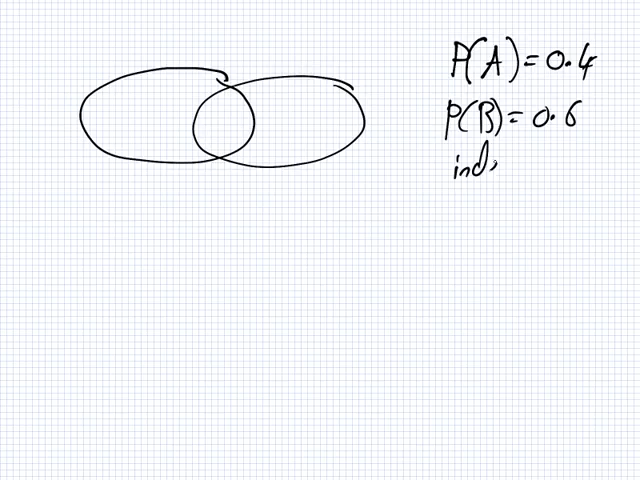 P(A) = 0.4
P(B) = 0.6
ind.